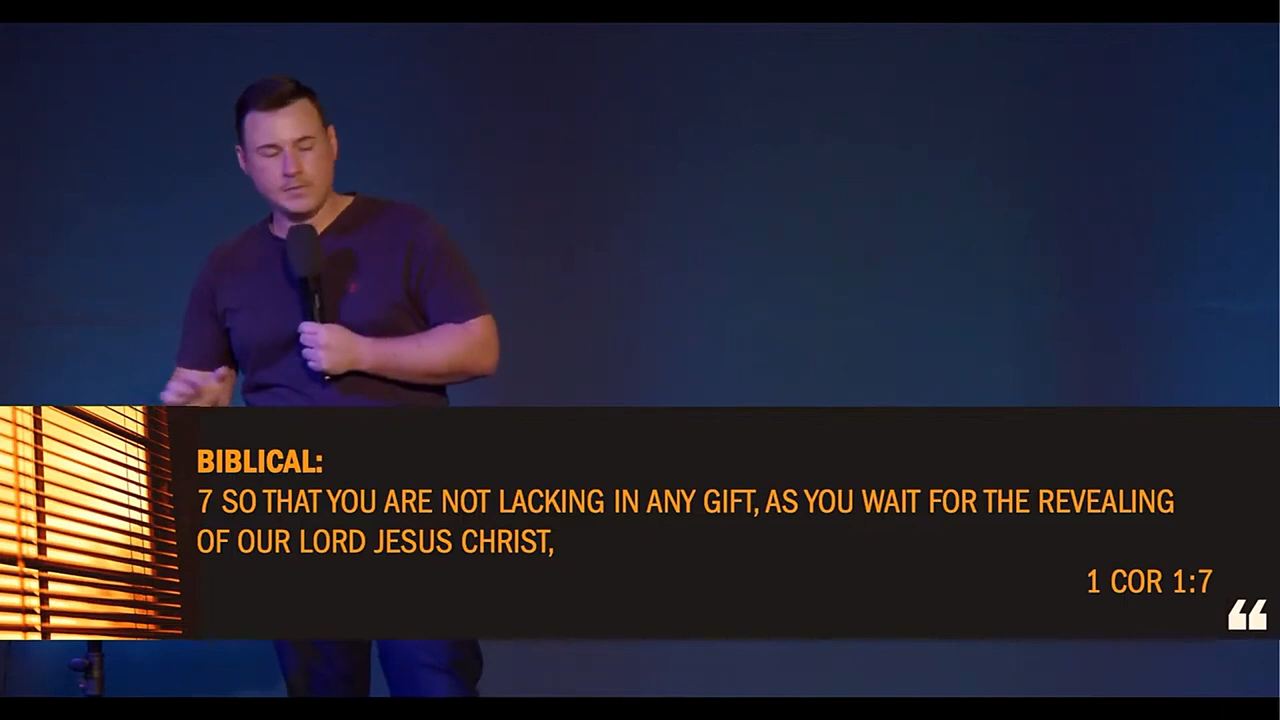 BIBLICAL:
7 SO THAT YOU ARE NOT LACKING IN ANY GIFT, AS YOU WAIT FOR THE REVEALING
OF OUR LORD JESUS CHRIST,
1 COR 1:7
“